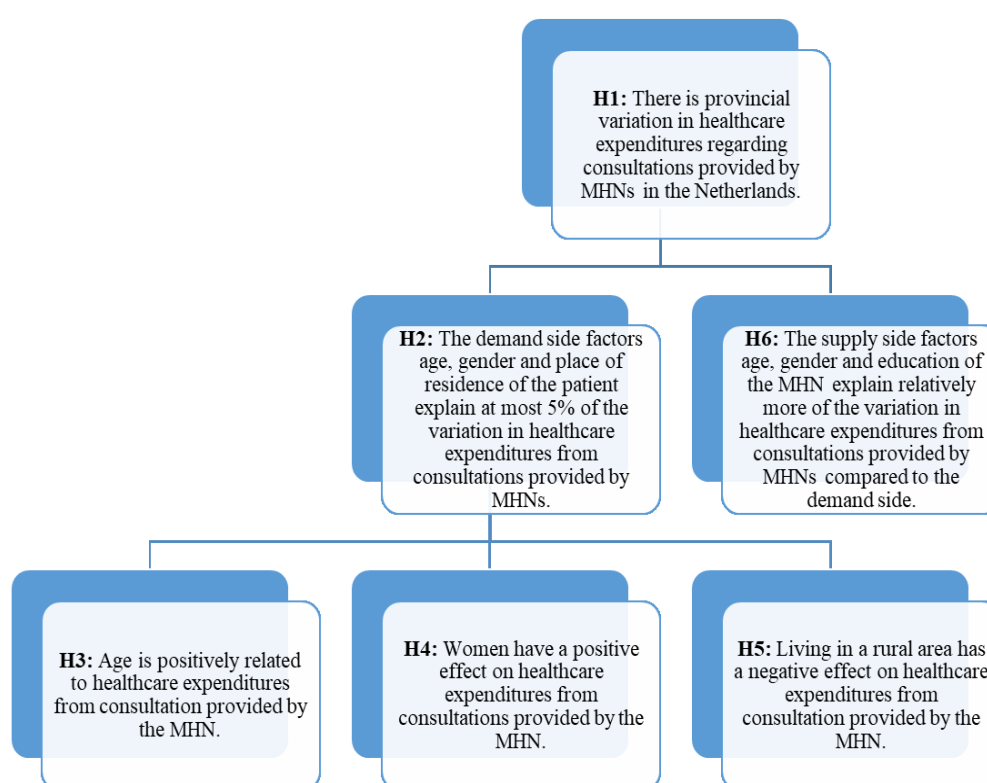 H1: There is provincial
variation in healthcare
expenditures regarding
consultations provided by
MHNs in the Netherlands.
H2: The demand side factors
age, gender and place of
residence of the patient
explain at most 5% of the
variation in healthcare
expenditures from
consultations provided by
MHNs.
H6: The supply side factors
age, gender and education of
the MHN explain relatively
more of the variation in
healthcare expenditures from
consultations provided by
MHNs compared to the
demand side.
H3: Age is positively related
to healthcare expenditures
from consultation provided by
the MHN.
H4: Women have a positive
effect on healthcare
expenditures from
consultations provided by the
MHN.
H5: Living in a rural area has
a negative effect on healthcare
expenditures from
consultation provided by the
MHN.